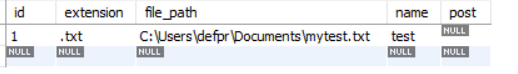 id extension file_path name post
1 .txt C:\Users\defpr\Documents\mytest.txt test NULL
NULL NULL NULL NULL NULL